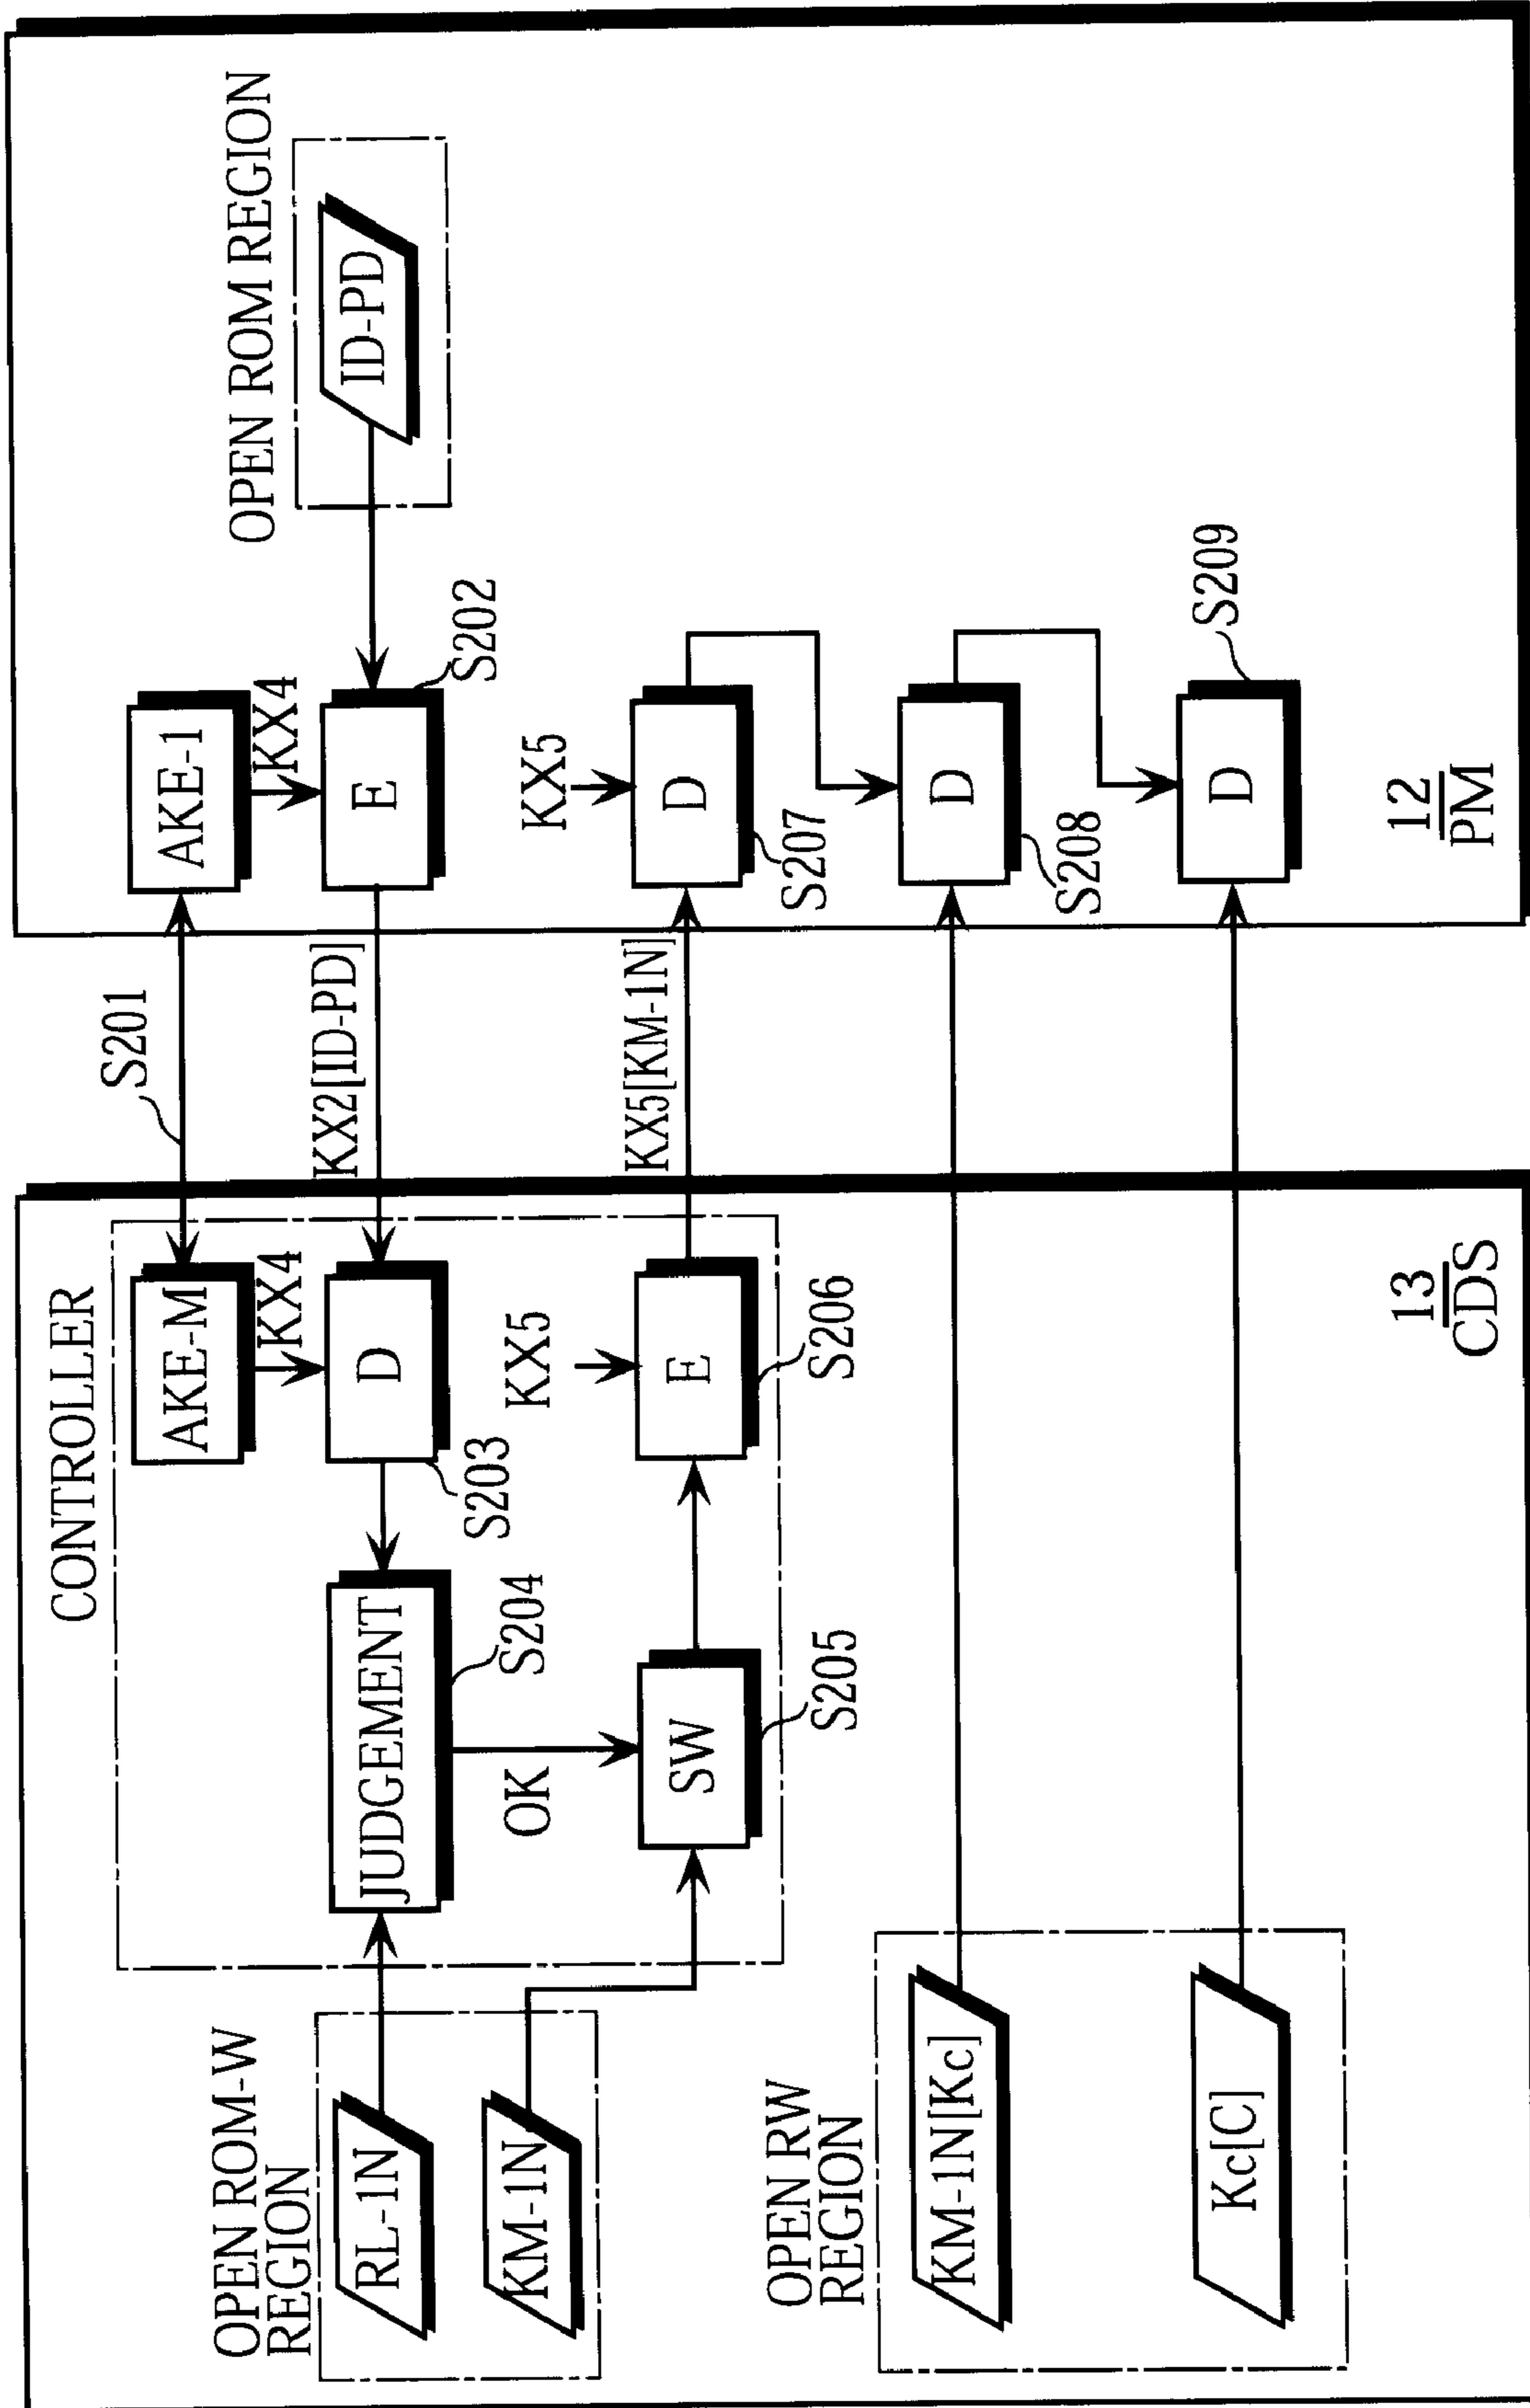 CONTROLLER
OPEN ROM-W
REGION
RL-1N
KM-1N
JUDGEMENT
S204
OK
SW
S205
AKE-M
KX4
D
S203
KX5
E
S206
OPEN RW
REGION
KM-1N[Kc]
Kc[C]
13
CDS
S201
KX2[ID-PD]
KX5[KM-1N]
AKE-1
KX4
E
S202
OPEN ROM REGION
ID-PD
KX5
D
S207
D
S208
D
S209
12
PM